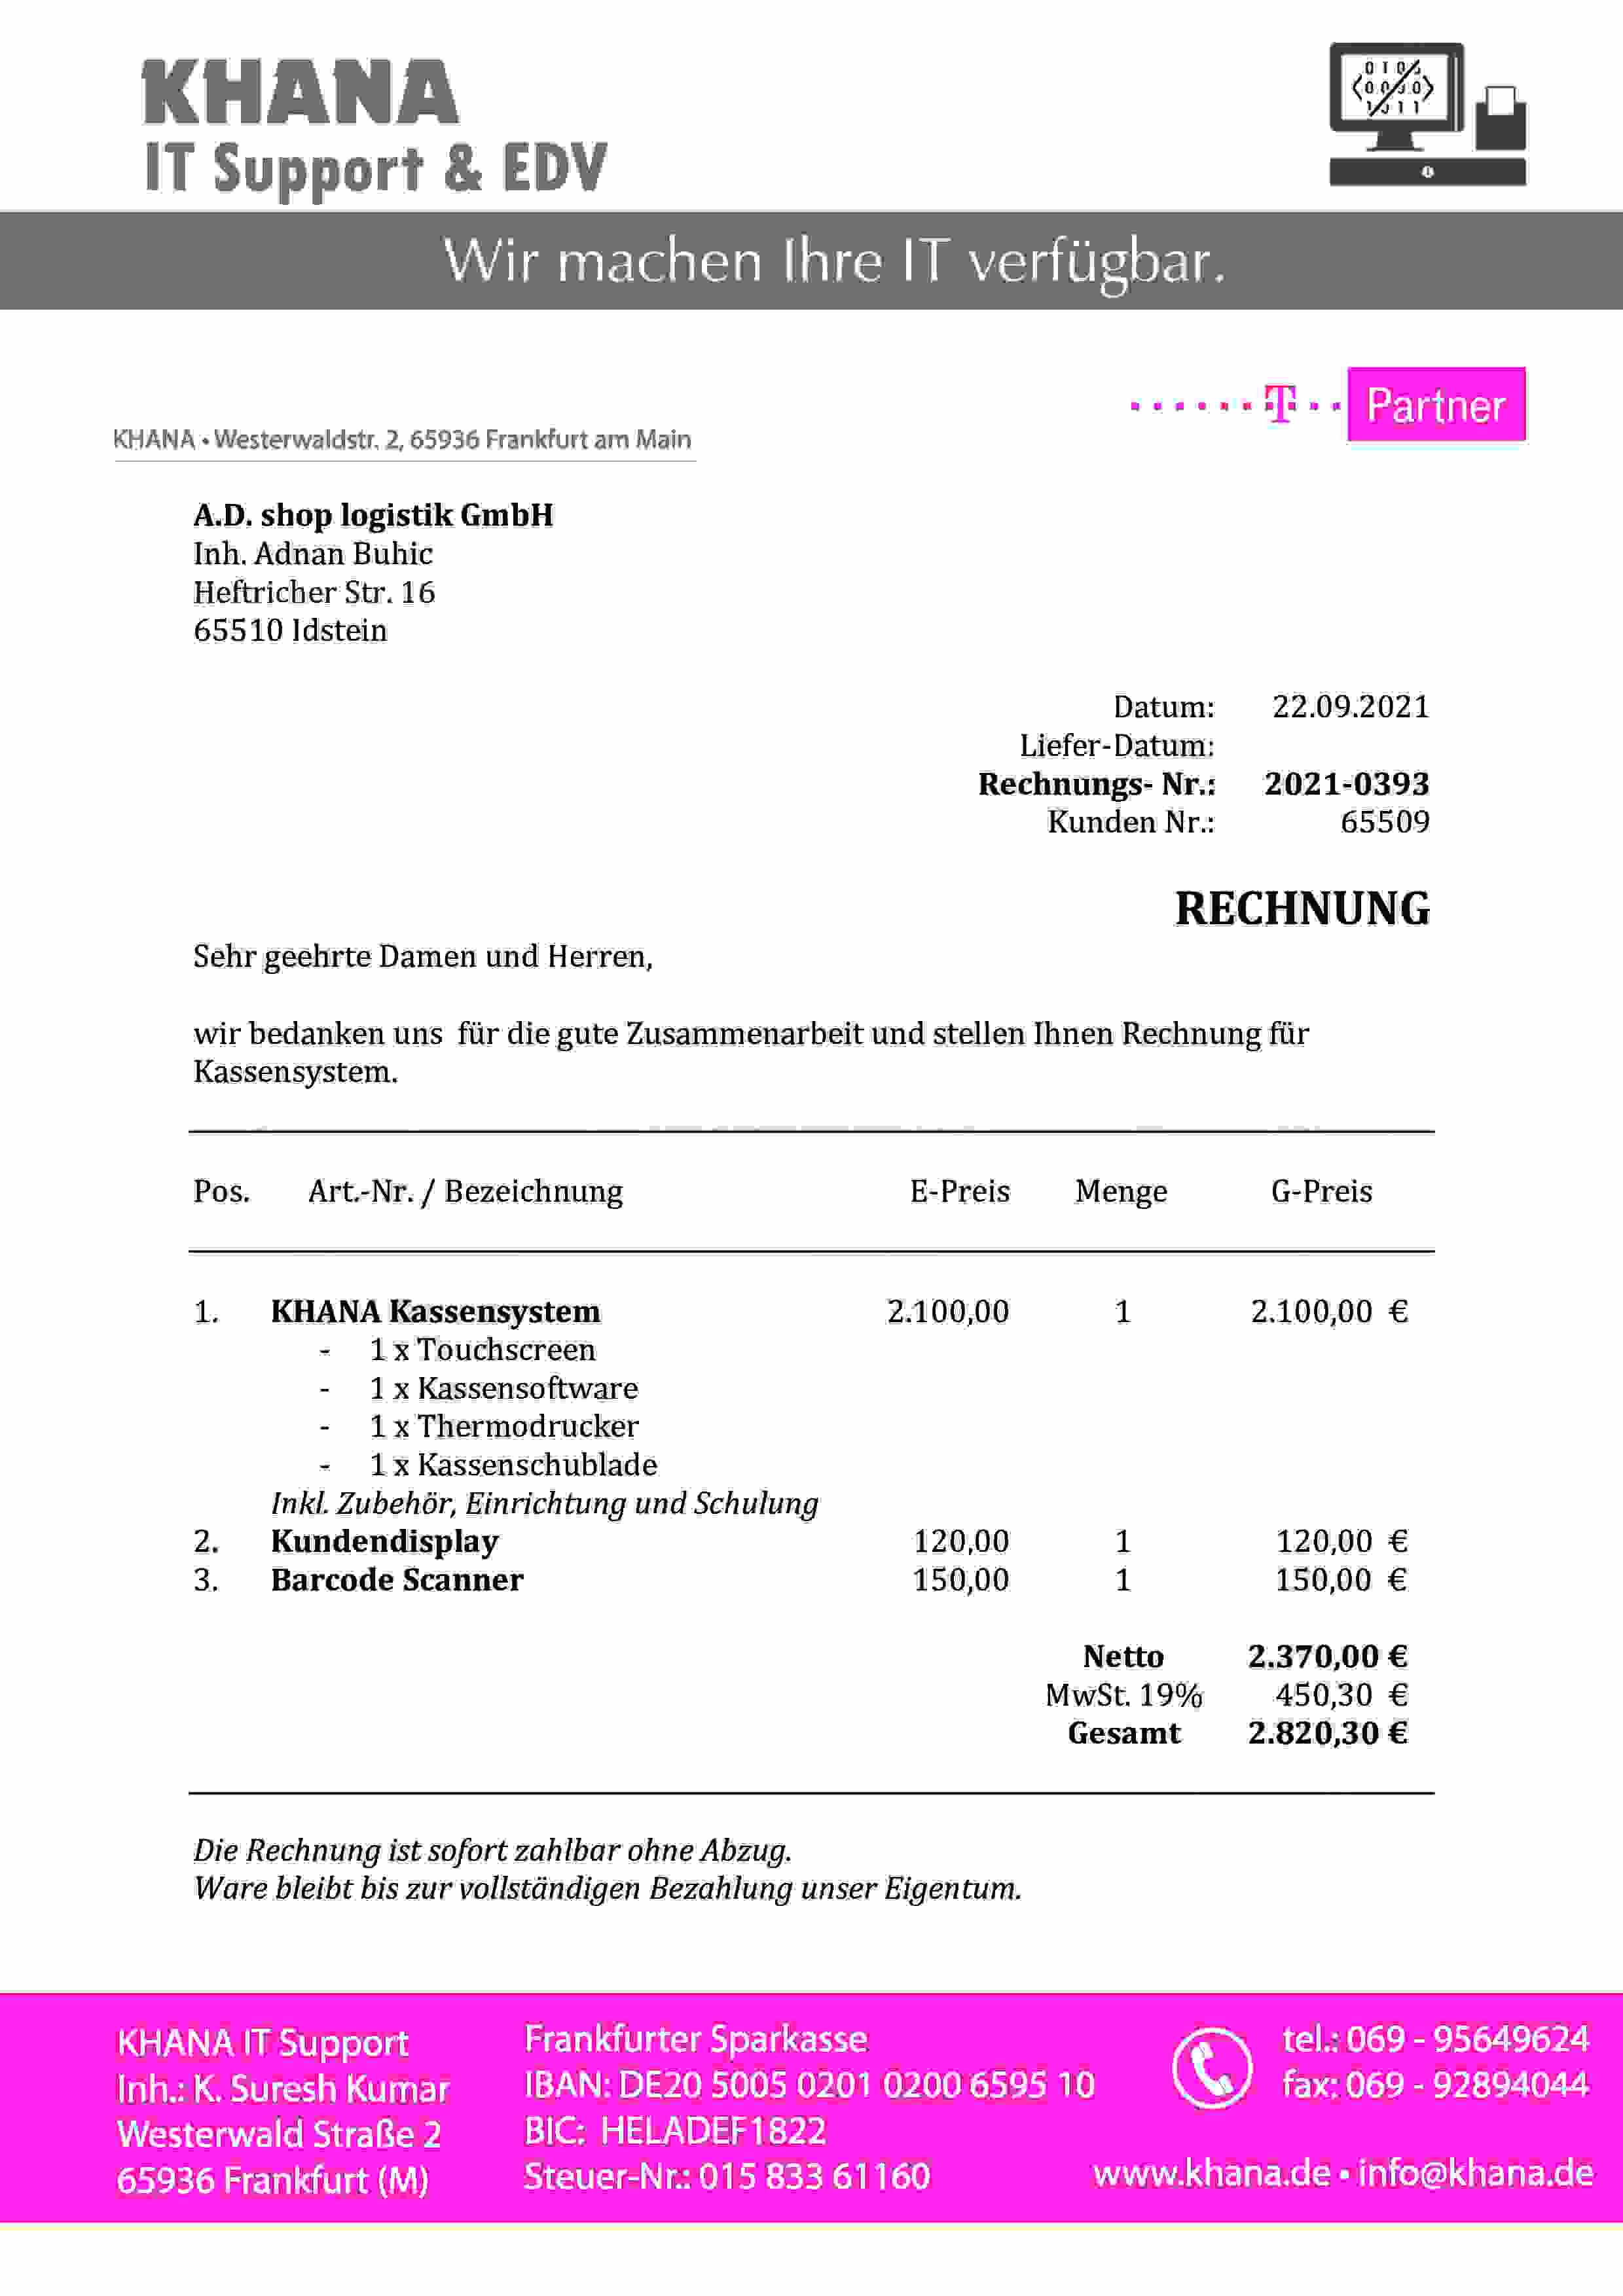 KHANA
IT Support & EDV
Wir machen Ihre IT verfügbar.
T Partner
KHANA • Westerwaldstr. 2, 65936 Frankfurt am Main
A.D. shop logistik GmbH
Inh. Adnan Buhic
Heftricher Str. 16
65510 Idstein
Datum: 22.09.2021
Liefer-Datum:
Rechnungs- Nr.: 2021-0393
Kunden Nr.: 65509
RECHNUNG
Sehr geehrte Damen und Herren,
wir bedanken uns für die gute Zusammenarbeit und stellen Ihnen Rechnung für
Kassensystem.
Pos. Art.-Nr. / Bezeichnung E-Preis Menge G-Preis
1. KHANA Kassensystem 2.100,00 1 2.100,00 €
- 1 x Touchscreen
- 1 x Kassensoftware
- 1 x Thermodrucker
- 1 x Kassenschublade
Inkl. Zubehör, Einrichtung und Schulung
2. Kundendisplay 120,00 1 120,00 €
3. Barcode Scanner 150,00 1 150,00 €
Netto 2.370,00 €
MwSt. 19% 450,30 €
Gesamt 2.820,30 €
Die Rechnung ist sofort zahlbar ohne Abzug.
Ware bleibt bis zur vollständigen Bezahlung unser Eigentum.
KHANA IT Support
Inh.: K. Suresh Kumar
Westerwald Straße 2
65936 Frankfurt (M)
Frankfurter Sparkasse
IBAN: DE20 5005 0201 0200 6595 10
BIC: HELADEF1822
Steuer-Nr.: 015 833 61160
tel.: 069 - 95649624
fax: 069 - 92894044
www.khana.de • info@khana.de